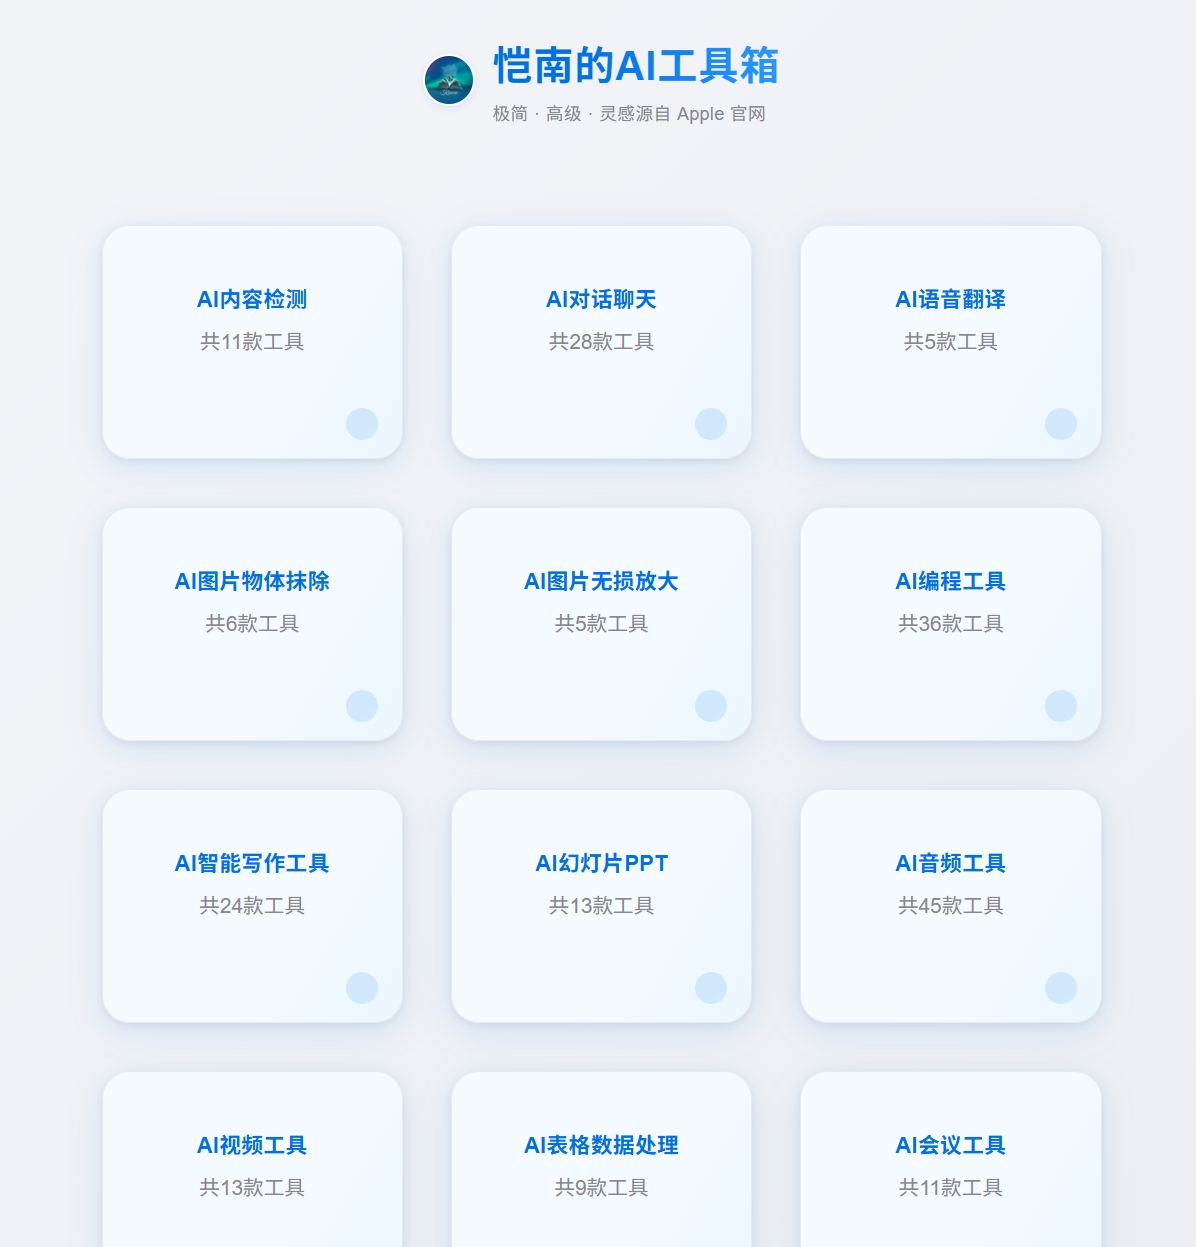 恺南的AI工具箱
极简 · 高级 · 灵感源自 Apple 官网
AI内容检测
共11款工具
AI对话聊天
共28款工具
AI语音翻译
共5款工具
AI图片物体抹除
共6款工具
AI图片无损放大
共5款工具
AI编程工具
共36款工具
AI智能写作工具
共24款工具
AI幻灯片PPT
共13款工具
AI音频工具
共45款工具
AI视频工具
共13款工具
AI表格数据处理
共9款工具
AI会议工具
共11款工具